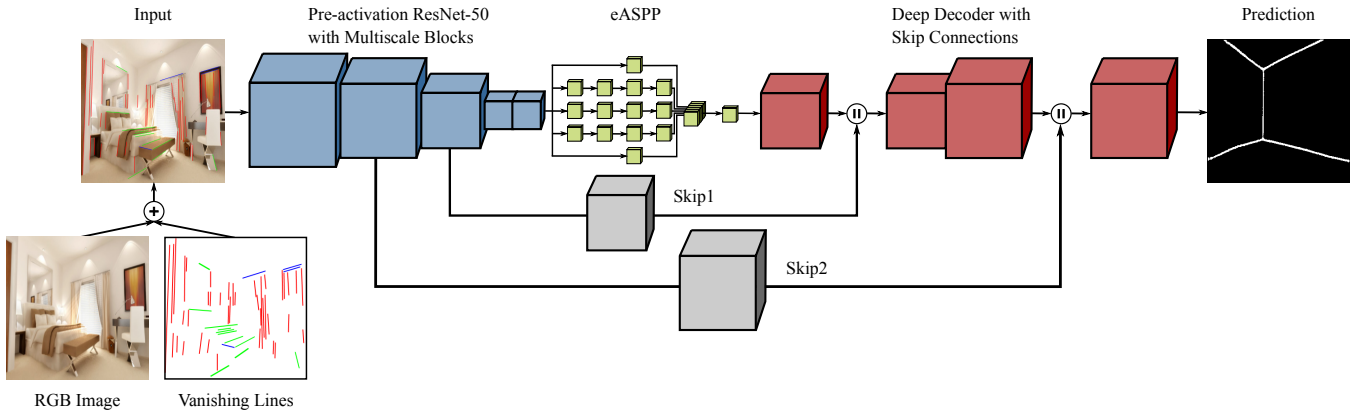 Input
Pre-activation ResNet-50
with Multiscale Blocks
eASPP
Deep Decoder with
Skip Connections
Prediction
Skip1
Skip2
RGB Image
Vanishing Lines